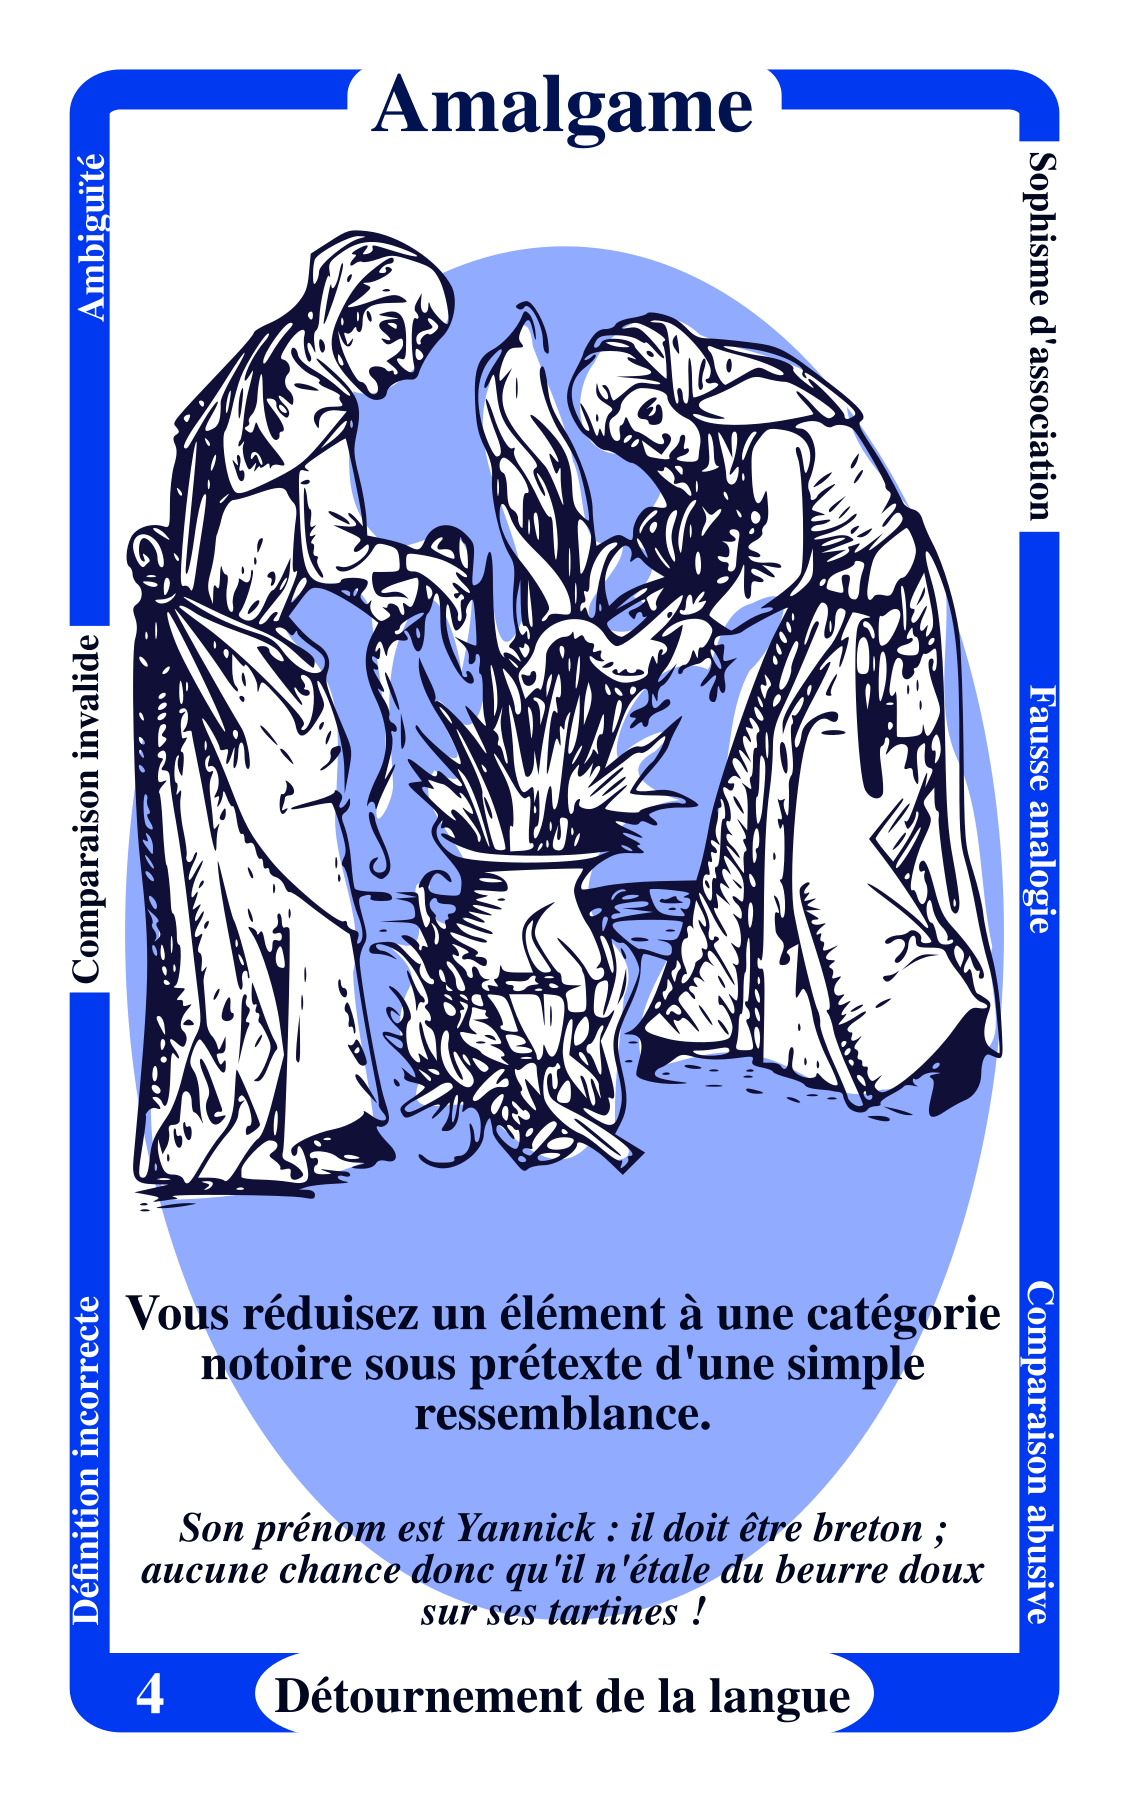 Amalgame
Ambiguïté
Comparaison invalide
Définition incorrecte
Sophisme d'association
Fausse analogie
Comparaison abusive
Vous réduisez un élément à une catégorie
notoire sous prétexte d'une simple
ressemblance.
Son prénom est Yannick : il doit être breton ;
aucune chance donc qu'il n'étale du beurre doux
sur ses tartines !
4
Détournement de la langue